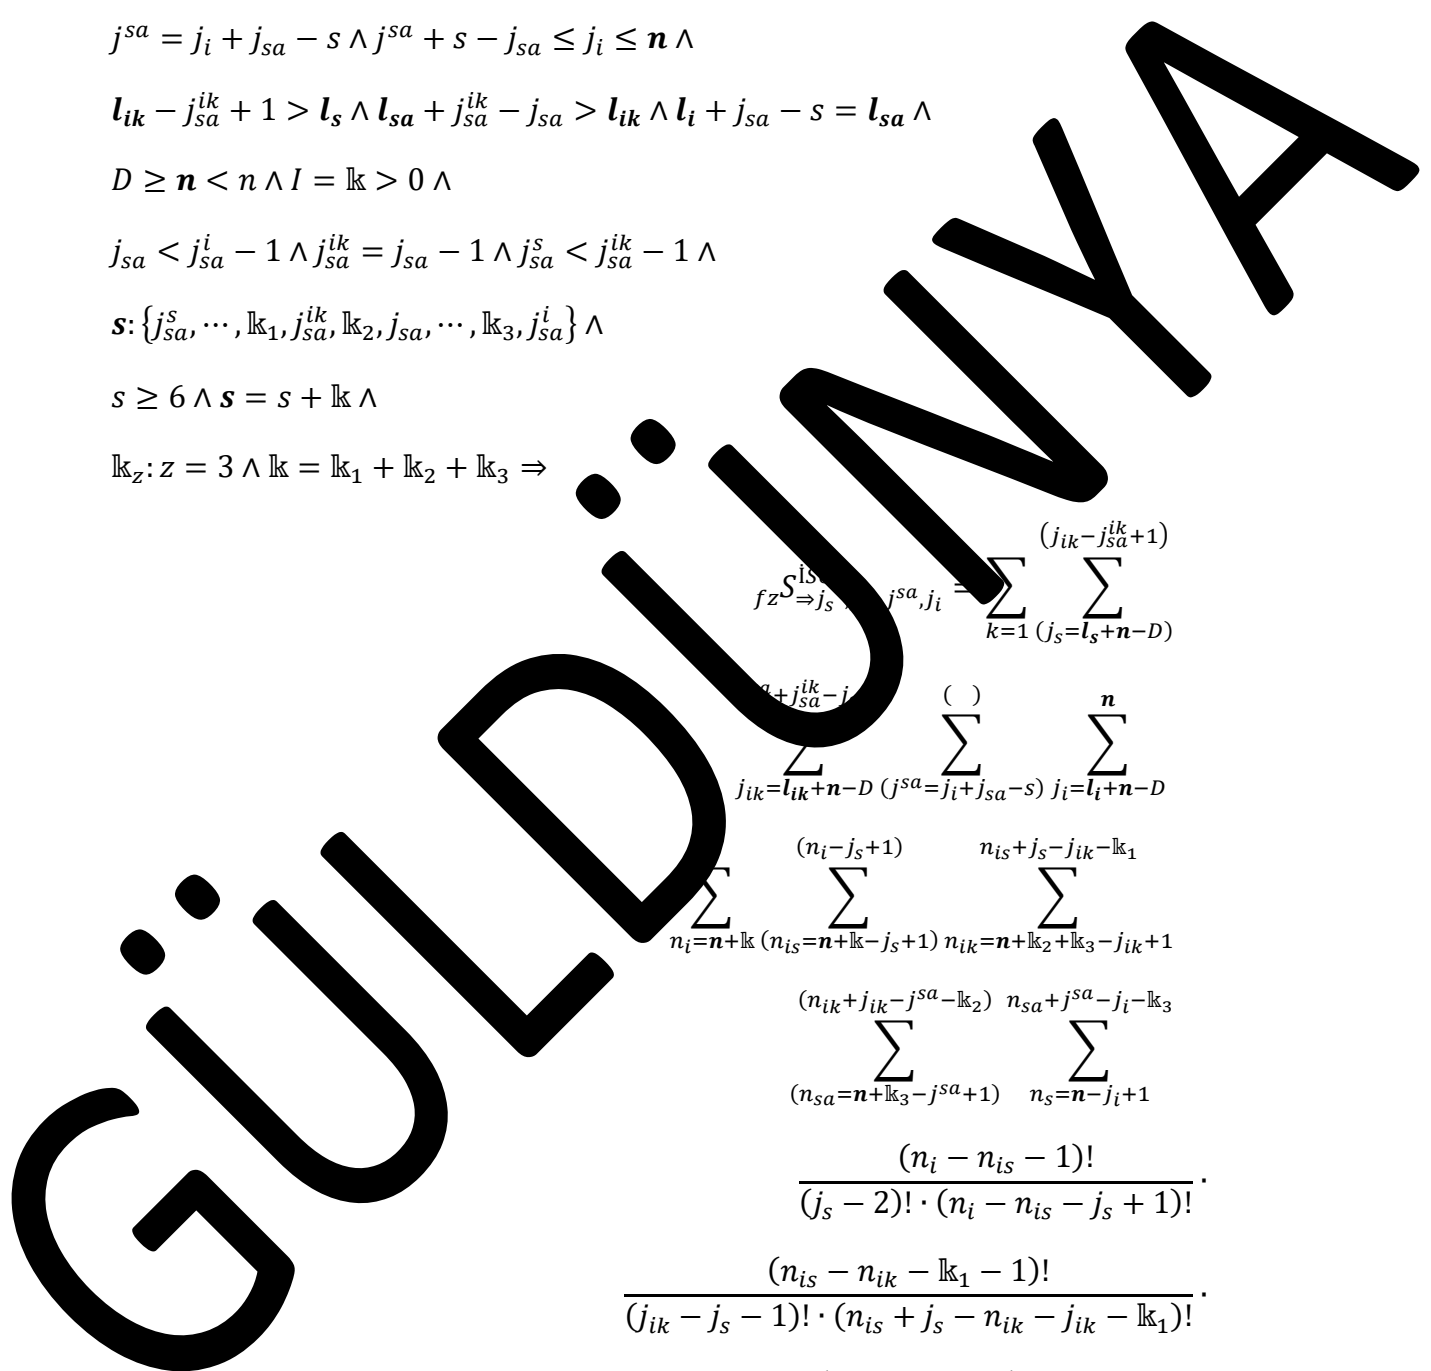 j^{sa} = j_i + j_{sa} − s ∧ j^{sa} + s − j_{sa} ≤ j_i ≤ 𝒏 ∧
𝒍_{𝒊𝒌} − j_{sa}^{ik} + 1 > 𝒍_𝒔 ∧ 𝒍_{𝒔𝒂} + j_{sa}^{ik} − j_{sa} > 𝒍_{𝒊𝒌} ∧ 𝒍_𝒊 + j_{sa} − s = 𝒍_{𝒔𝒂} ∧
D ≥ 𝒏 < n ∧ I = 𝕜 > 0 ∧
j_{sa} < j_{sa}^{i} − 1 ∧ j_{sa}^{ik} = j_{sa} − 1 ∧ j_{sa}^{s} < j_{sa}^{ik} − 1 ∧
𝒔: {j_{sa}^{s}, ⋯ , 𝕜_1, j_{sa}^{ik}, 𝕜_2, j_{sa}, ⋯ , 𝕜_3, j_{sa}^{i}} ∧
s ≥ 6 ∧ 𝒔 = s + 𝕜 ∧
𝕜_z: z = 3 ∧ 𝕜 = 𝕜_1 + 𝕜_2 + 𝕜_3 ⇒
(j_{ik}−j_{sa}^{ik}+1)
{}_{fz}S_{⇒j_s , j^{sa},j_i} = ∑ ∑
k=1 (j_s=𝒍_𝒔+𝒏−D)
+j_{sa}^{ik}−j ( ) 𝒏
∑ ∑ ∑
j_{ik}=𝒍_{𝒊𝒌}+𝒏−D (j^{sa}=j_i+j_{sa}−s) j_i=𝒍_𝒊+𝒏−D
(n_i−j_s+1) n_{is}+j_s−j_{ik}−𝕜_1
∑ ∑ ∑
n_i=𝒏+𝕜 (n_{is}=𝒏+𝕜−j_s+1) n_{ik}=𝒏+𝕜_2+𝕜_3−j_{ik}+1
(n_{ik}+j_{ik}−j^{sa}−𝕜_2) n_{sa}+j^{sa}−j_i−𝕜_3
∑ ∑
(n_{sa}=𝒏+𝕜_3−j^{sa}+1) n_s=𝒏−j_i+1
(n_i − n_{is} − 1)!
(j_s − 2)! · (n_i − n_{is} − j_s + 1)! ·
(n_{is} − n_{ik} − 𝕜_1 − 1)!
(j_{ik} − j_s − 1)! · (n_{is} + j_s − n_{ik} − j_{ik} − 𝕜_1)! ·
GÜLDÜNYA